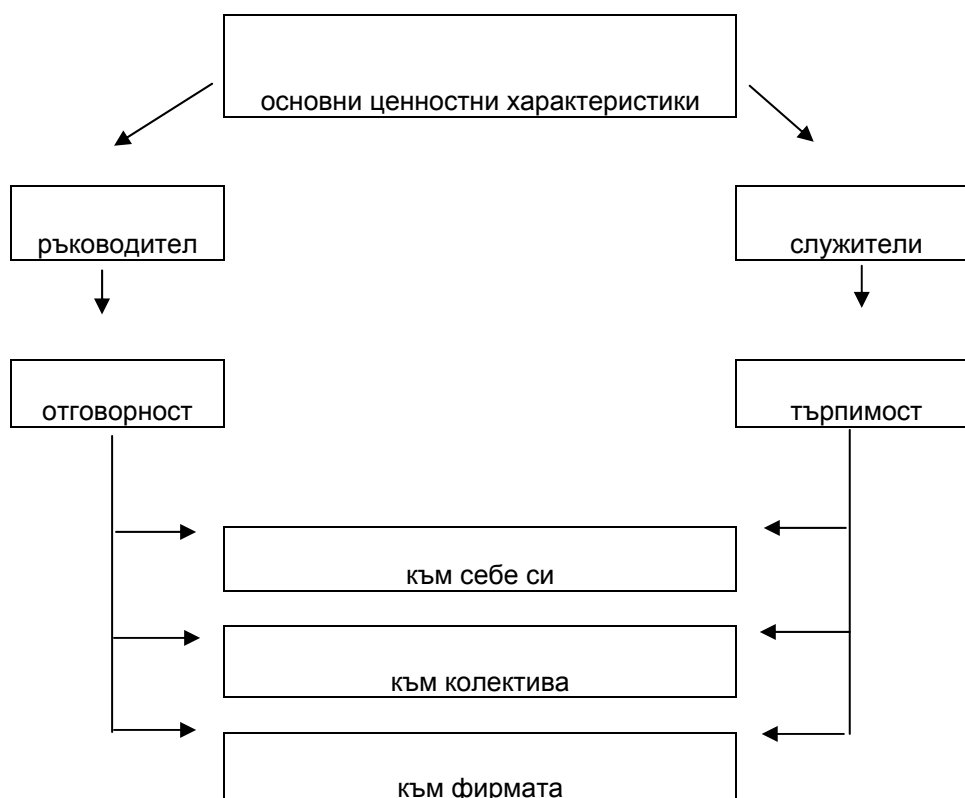 основни ценностни характеристики
ръководител
служители
отговорност
търпимост
към себе си
към колектива
към фирмата